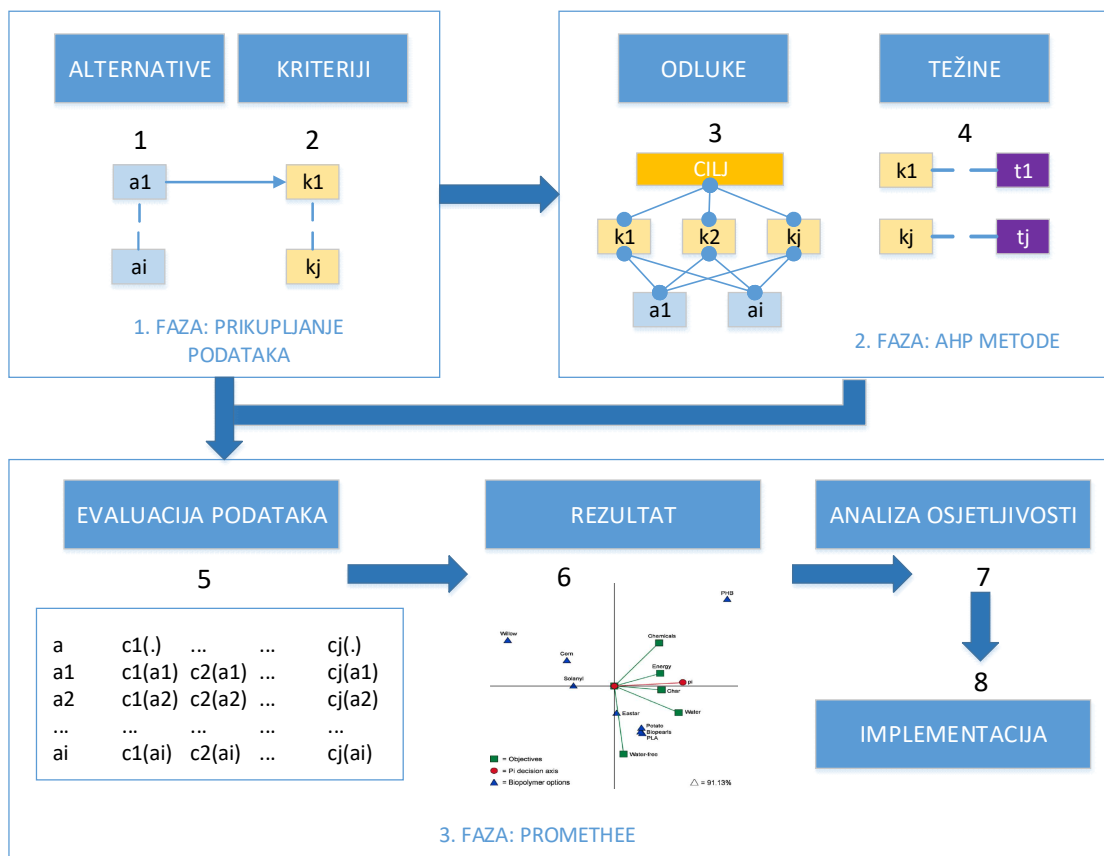 ALTERNATIVE
KRITERIJI
1
2
a1
k1
ai
kj
1. FAZA: PRIKUPLJANJE
PODATAKA
ODLUKE
TEŽINE
3
4
CILJ
k1
k2
kj
a1
ai
k1
t1
kj
tj
2. FAZA: AHP METODE
EVALUACIJA PODATAKA
5
a c1(.) ... ... cj(.)
a1 c1(a1) c2(a1) ... cj(a1)
a2 c1(a2) c2(a2) ... cj(a2)
... ... ... ... ...
ai c1(ai) c2(ai) ... cj(ai)
REZULTAT
6
PHB
Willow
Chemicals
Corn
Energy
Solanyl
pi
Char
Eastar
Water
Potato
Biopearls
PLA
Water-free
= Objectives
= Pi decision axis
= Biopolymer options
△ = 91.13%
ANALIZA OSJETLJIVOSTI
7
8
IMPLEMENTACIJA
3. FAZA: PROMETHEE